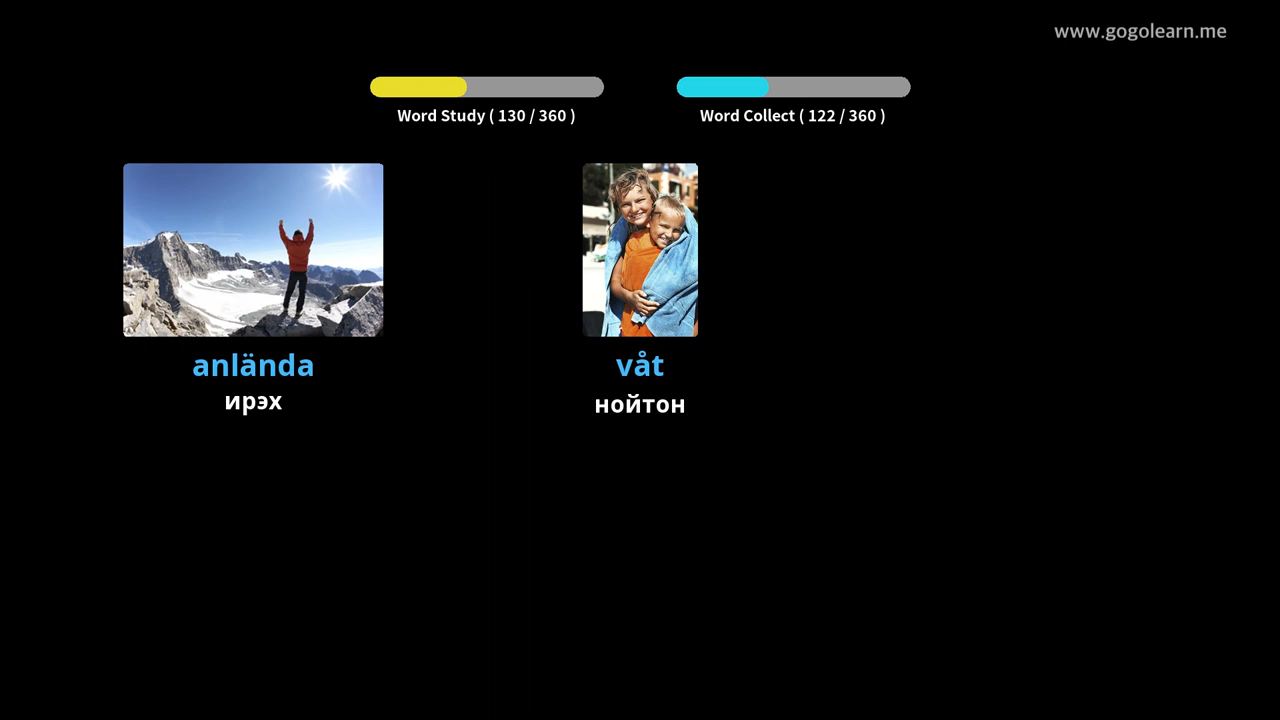 www.gogolearn.me
Word Study ( 130 / 360 )
Word Collect ( 122 / 360 )
anlända
ирэх
våt
нойтон